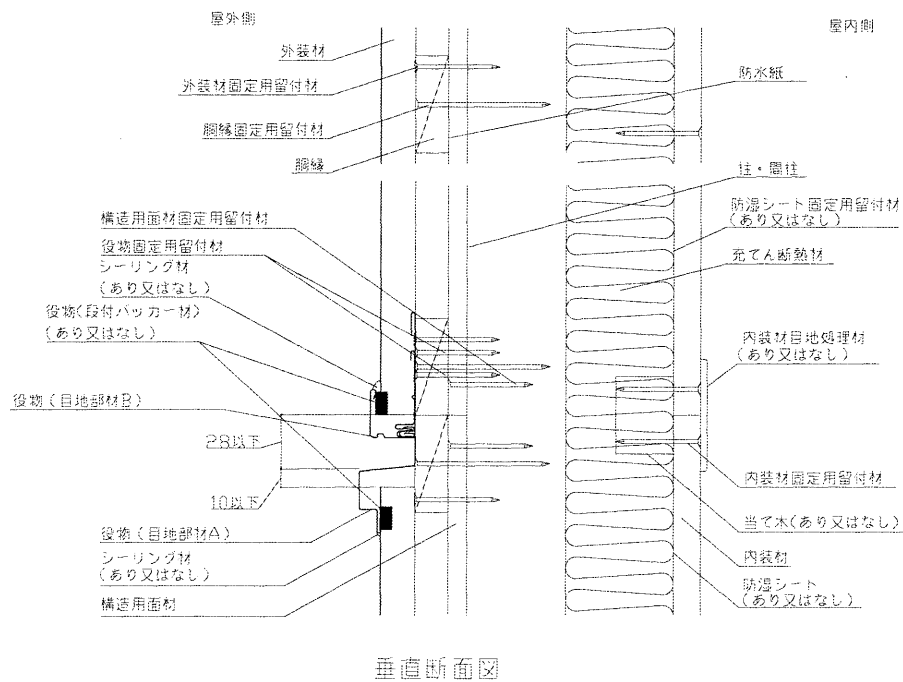 屋外側
屋内側
外装材
外装材固定用留付材
胴縁固定用留付材
胴縁
防水紙
柱・間柱
構造用面材固定用留付材
役物固定用留付材
シーリング材
(あり又はなし)
役物(段付バッカー材)
(あり又はなし)
役物(目地部材B)
28以下
10以下
役物(目地部材A)
シーリング材
(あり又はなし)
構造用面材
防湿シート固定用留付材
(あり又はなし)
充てん断熱材
内装材目地処理材
(あり又はなし)
内装材固定用留付材
当て木(あり又はなし)
内装材
防湿シート
(あり又はなし)
垂直断面図